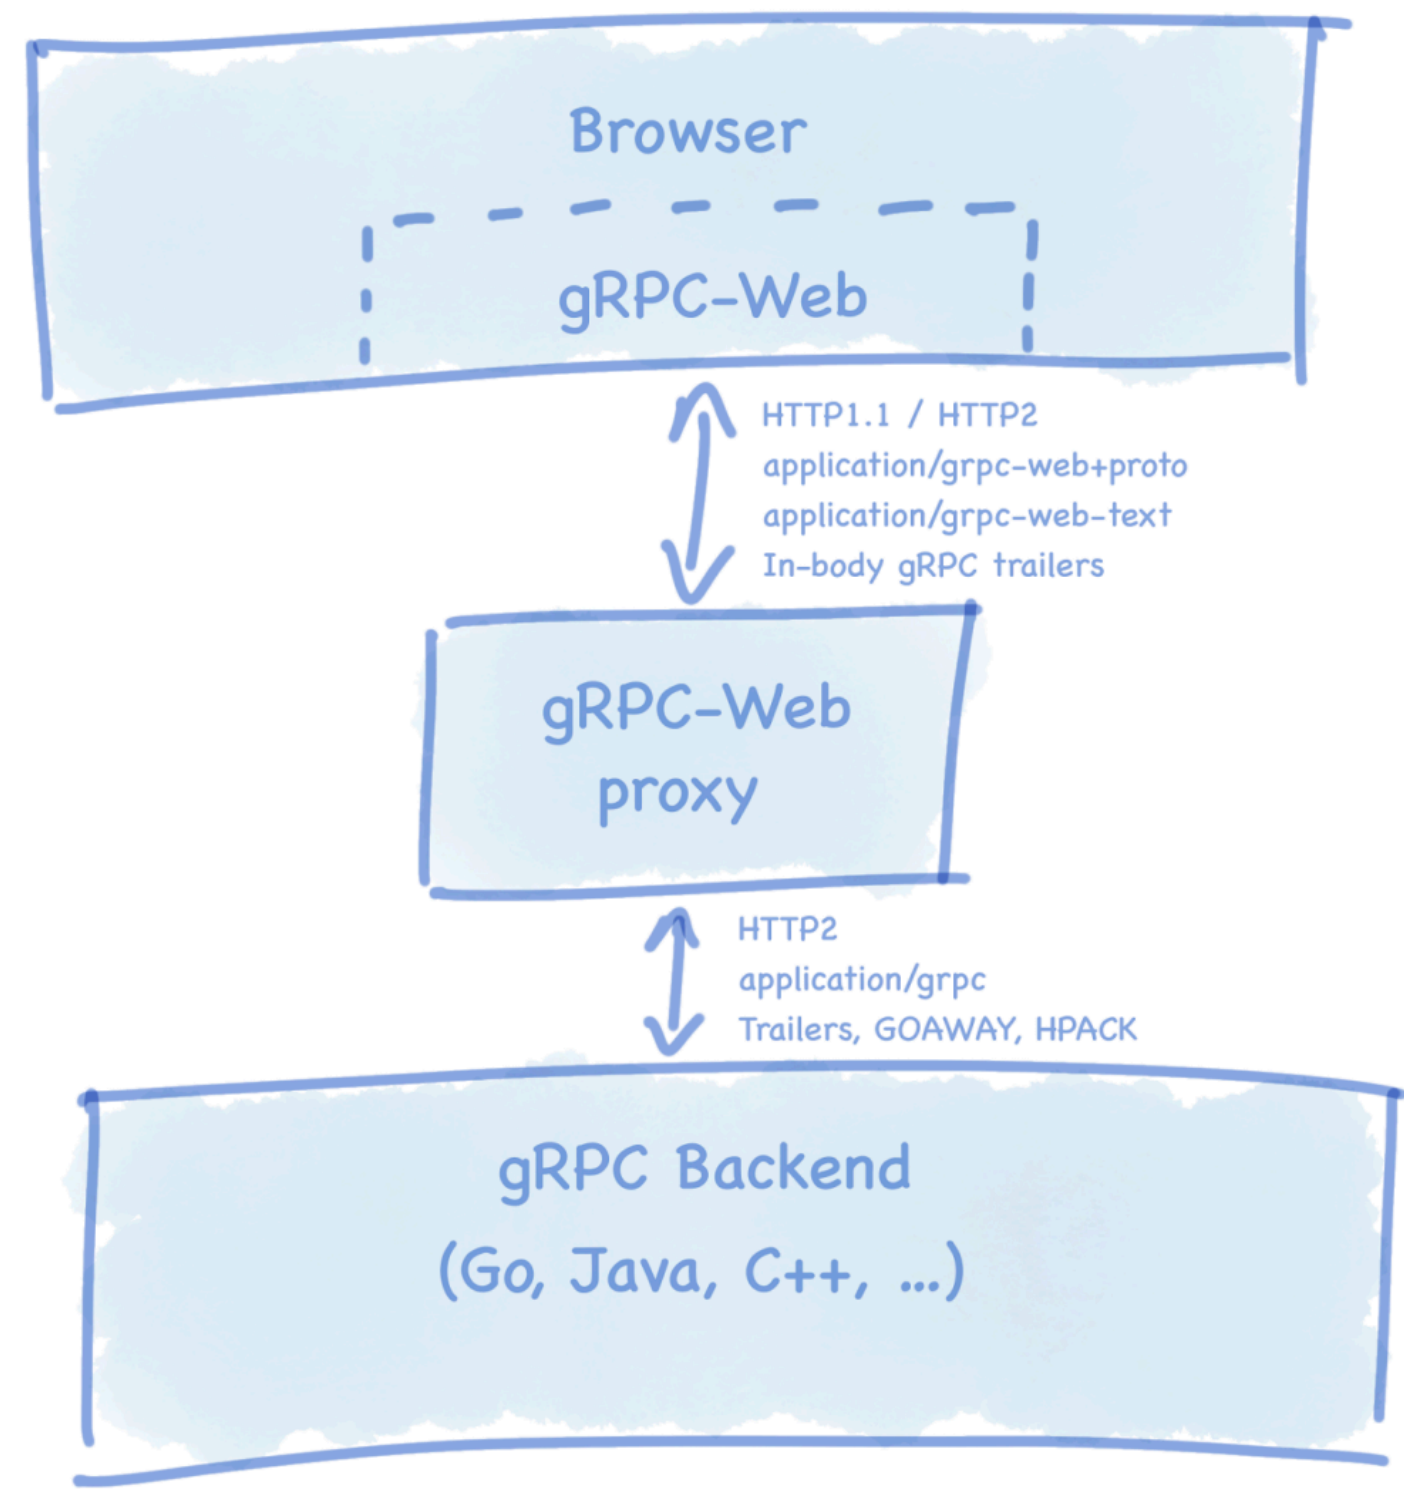 Browser
gRPC-Web
HTTP1.1 / HTTP2
application/grpc-web+proto
application/grpc-web-text
In-body gRPC trailers
gRPC-Web
proxy
HTTP2
application/grpc
Trailers, GOAWAY, HPACK
gRPC Backend
(Go, Java, C++, ...)